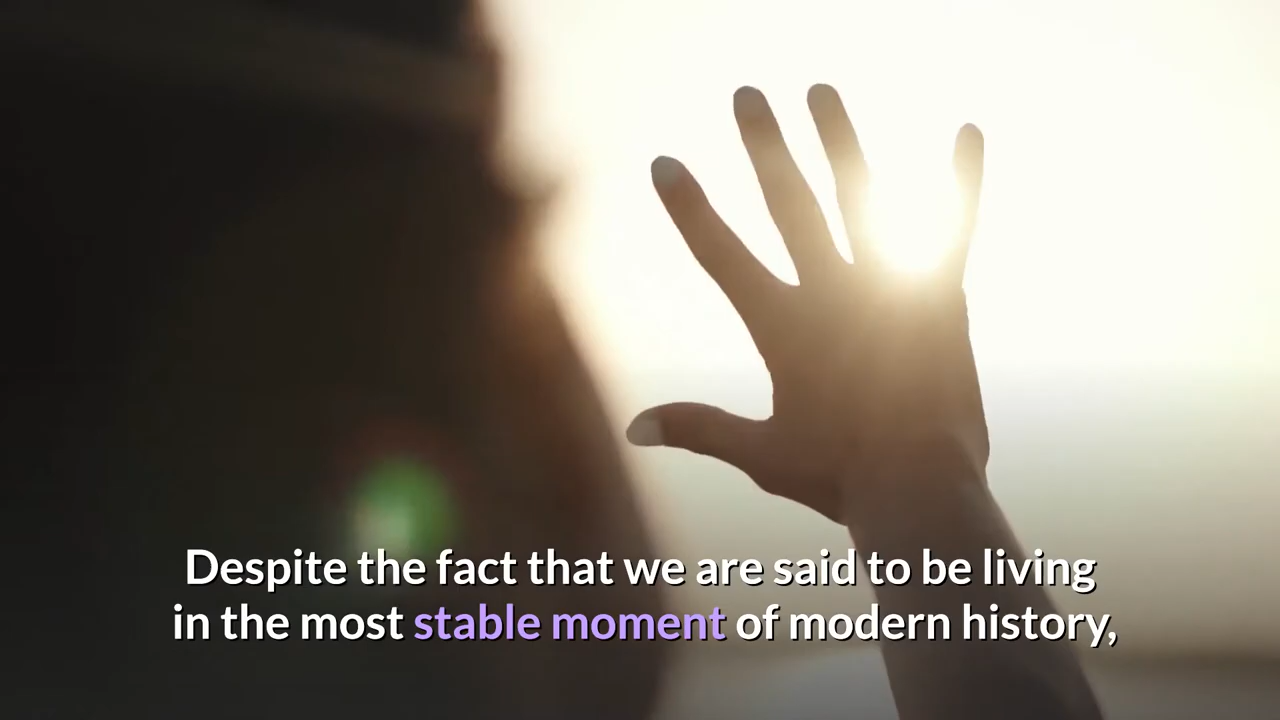 Despite the fact that we are said to be living
in the most stable moment of modern history,